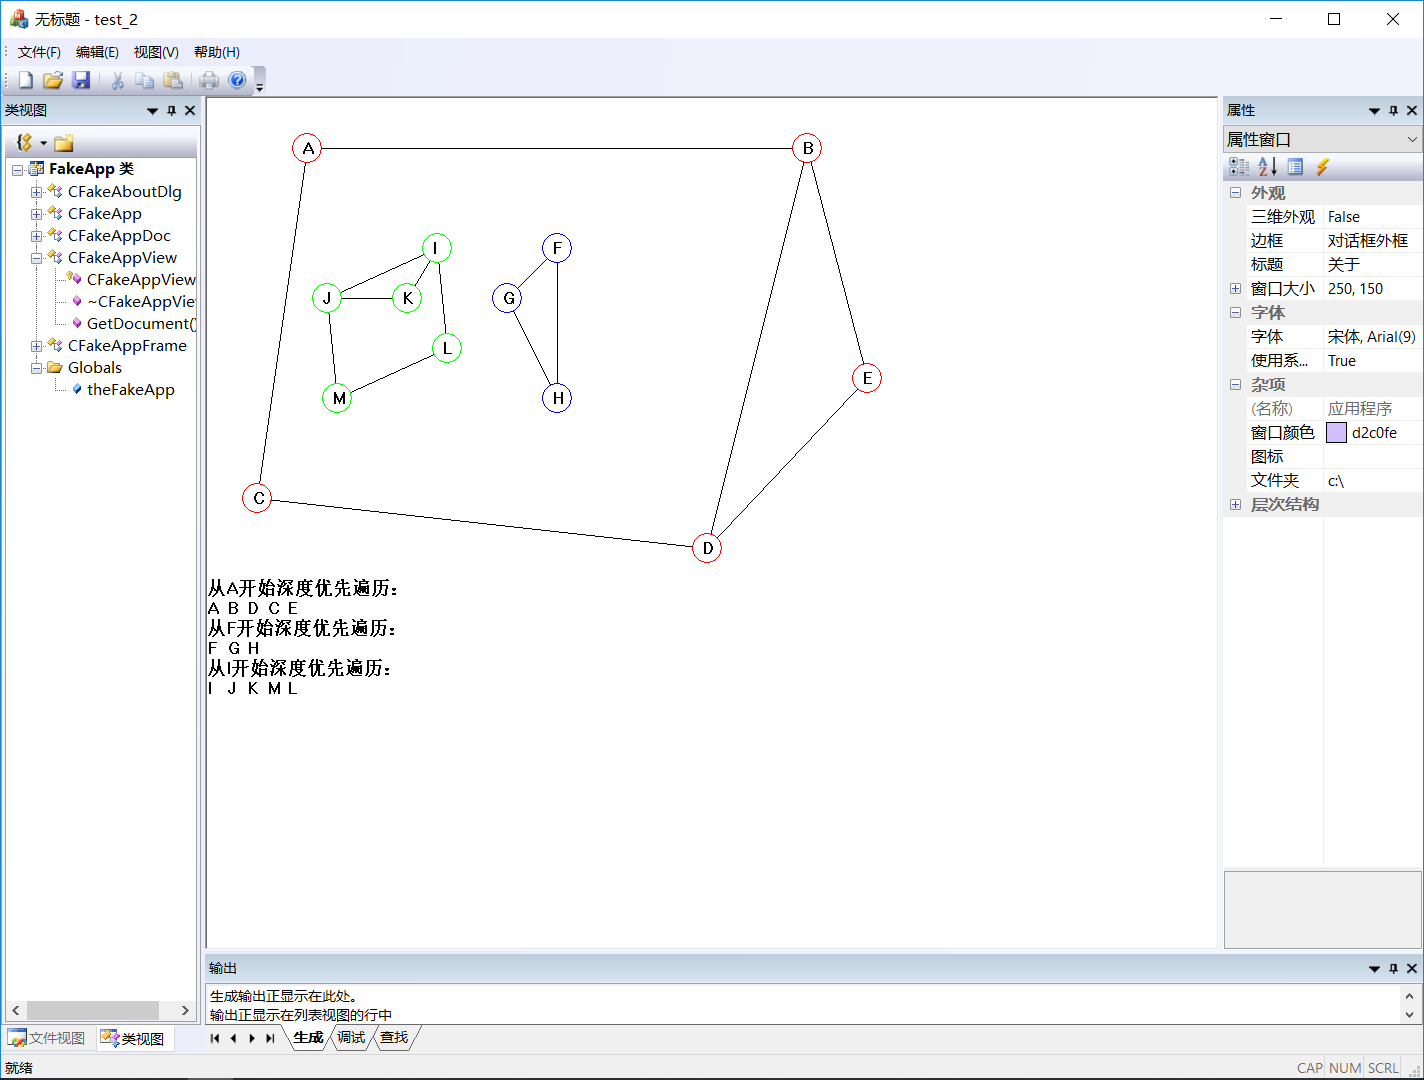 无标题 - test_2
文件(F) 编辑(E) 视图(V) 帮助(H)
类视图
FakeApp 类
CFakeAboutDlg
CFakeApp
CFakeAppDoc
CFakeAppView
CFakeAppView
~CFakeAppVie
GetDocument()
CFakeAppFrame
Globals
theFakeApp
文件视图 类视图
A
B
I
F
J
K
G
L
E
M
H
C
D
从A开始深度优先遍历：
A B D C E
从F开始深度优先遍历：
F G H
从I开始深度优先遍历：
I J K M L
属性
属性窗口
外观
三维外观 False
边框 对话框外框
标题 关于
窗口大小 250, 150
字体
字体 宋体, Arial(9)
使用系... True
杂项
(名称) 应用程序
窗口颜色 d2c0fe
图标
文件夹 c:\
层次结构
输出
生成输出正显示在此处。
输出正显示在列表视图的行中
生成 调试 查找
就绪
CAP NUM SCRL